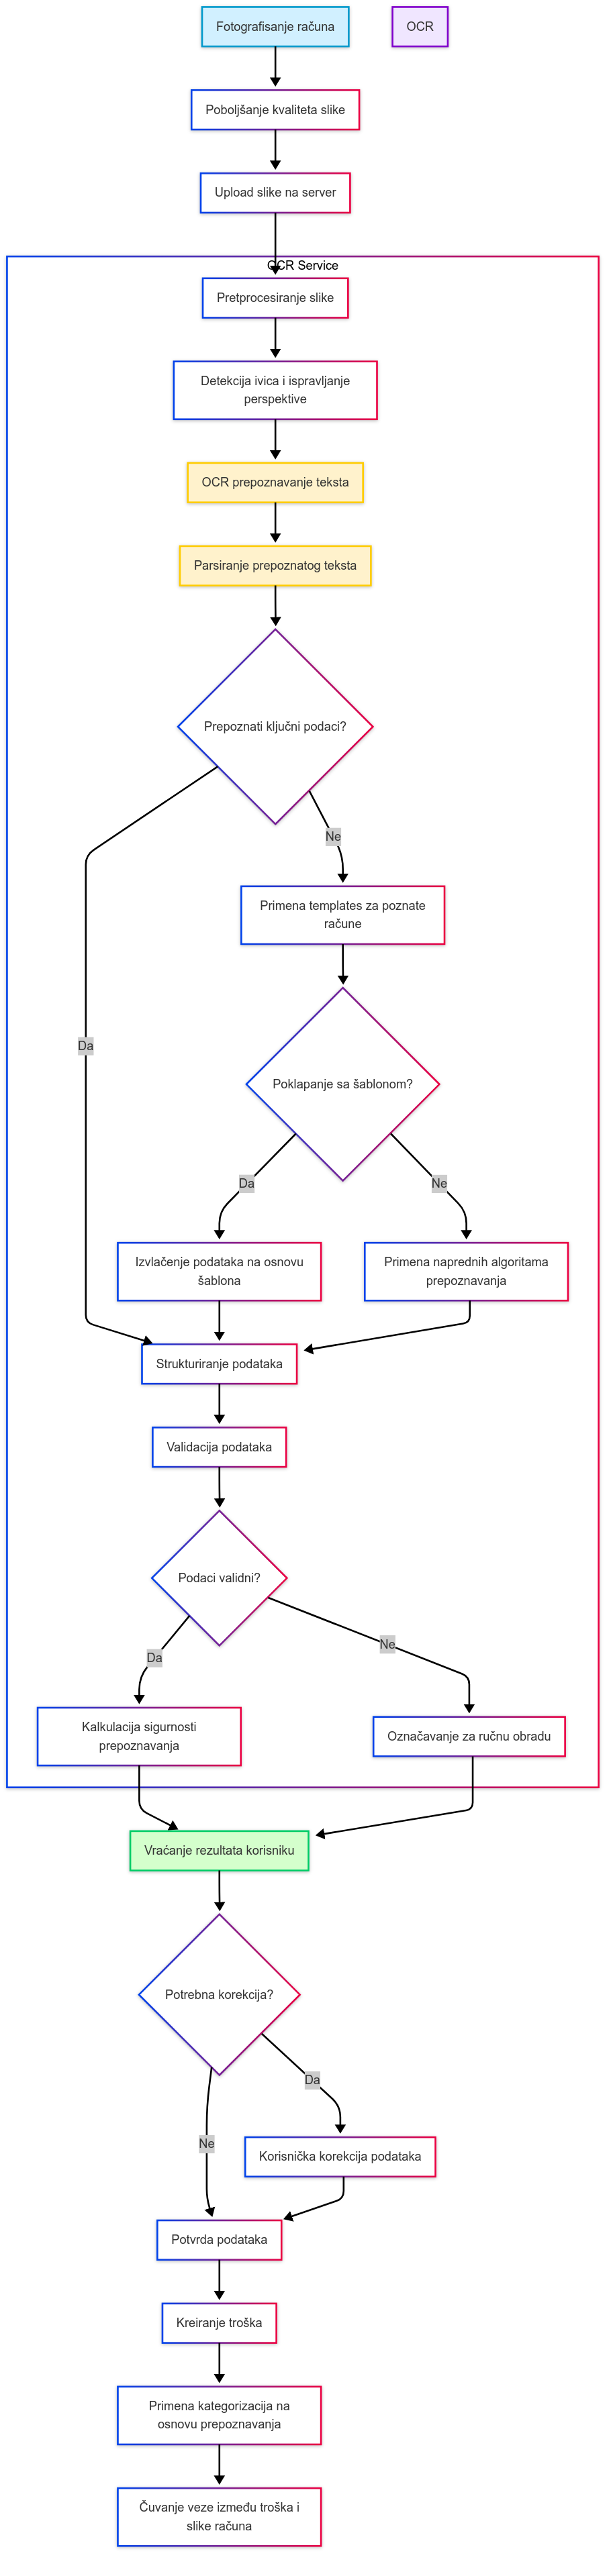 Fotografisanje računa
OCR
Poboljšanje kvaliteta slike
Upload slike na server
OCR Service
Pretprocesiranje slike
Detekcija ivica i ispravljanje
perspektive
OCR prepoznavanje teksta
Parsiranje prepoznatog teksta
Prepoznati ključni podaci?
Ne
Primena templates za poznate
račune
Da
Poklapanje sa šablonom?
Da
Ne
Izvlačenje podataka na osnovu
šablona
Primena naprednih algoritama
prepoznavanja
Strukturiranje podataka
Validacija podataka
Podaci validni?
Da
Ne
Kalkulacija sigurnosti
prepoznavanja
Označavanje za ručnu obradu
Vraćanje rezultata korisniku
Potrebna korekcija?
Da
Ne
Korisnička korekcija podataka
Potvrda podataka
Kreiranje troška
Primena kategorizacija na
osnovu prepoznavanja
Čuvanje veze između troška i
slike računa